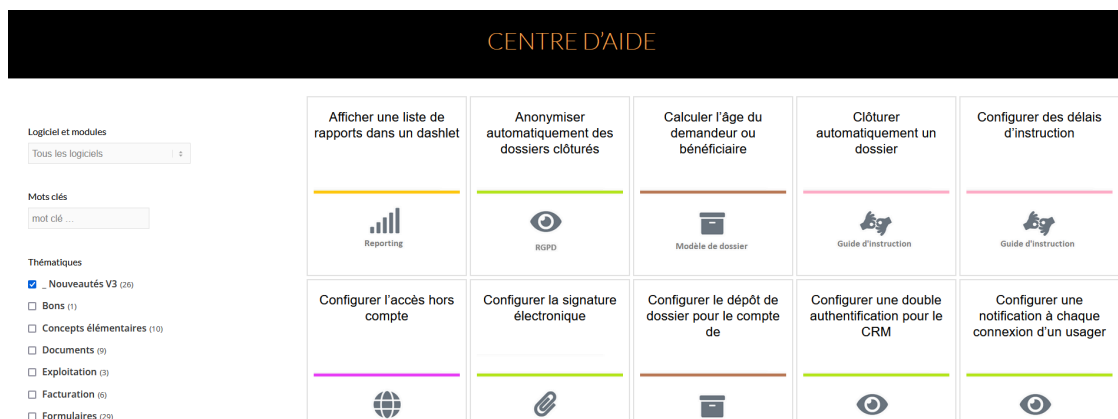 CENTRE D'AIDE
Logiciel et modules
Tous les logiciels
Mots clés
mot clé ...
Thématiques
_ Nouveautés V3 (26)
Bons (1)
Concepts élémentaires (10)
Documents (9)
Exploitation (3)
Facturation (6)
Formulaires (29)
Afficher une liste de
rapports dans un dashlet
Reporting
Anonymiser
automatiquement des
dossiers clôturés
RGPD
Calculer l'âge du
demandeur ou
bénéficiaire
Modèle de dossier
Clôturer
automatiquement un
dossier
Guide d'instruction
Configurer des délais
d'instruction
Guide d'instruction
Configurer l'accès hors
compte
Configurer la signature
électronique
Configurer le dépôt de
dossier pour le compte
de
Configurer une double
authentification pour le
CRM
Configurer une
notification à chaque
connexion d'un usager